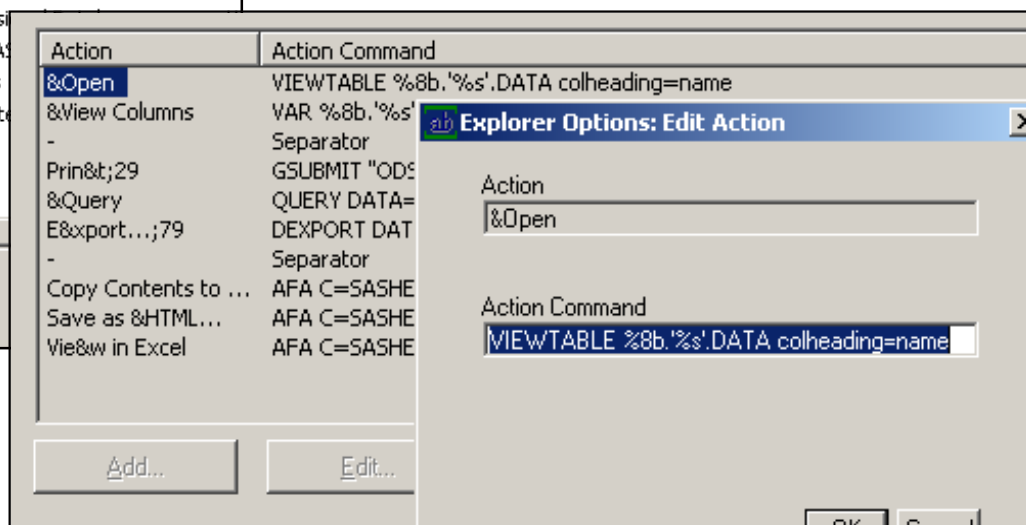 Action Action Command
&Open VIEWTABLE %8b.'%s'.DATA colheading=name
&View Columns VAR %8b.'%s'
- Separator
Prin&t;29 GSUBMIT "ODS
&Query QUERY DATA=
E&xport...;79 DEXPORT DAT
- Separator
Copy Contents to ... AFA C=SASHE
Save as &HTML... AFA C=SASHE
Vie&w in Excel AFA C=SASHE
Add... Edit...
Explorer Options: Edit Action
Action
&Open
Action Command
VIEWTABLE %8b.'%s'.DATA colheading=name
OK Cancel